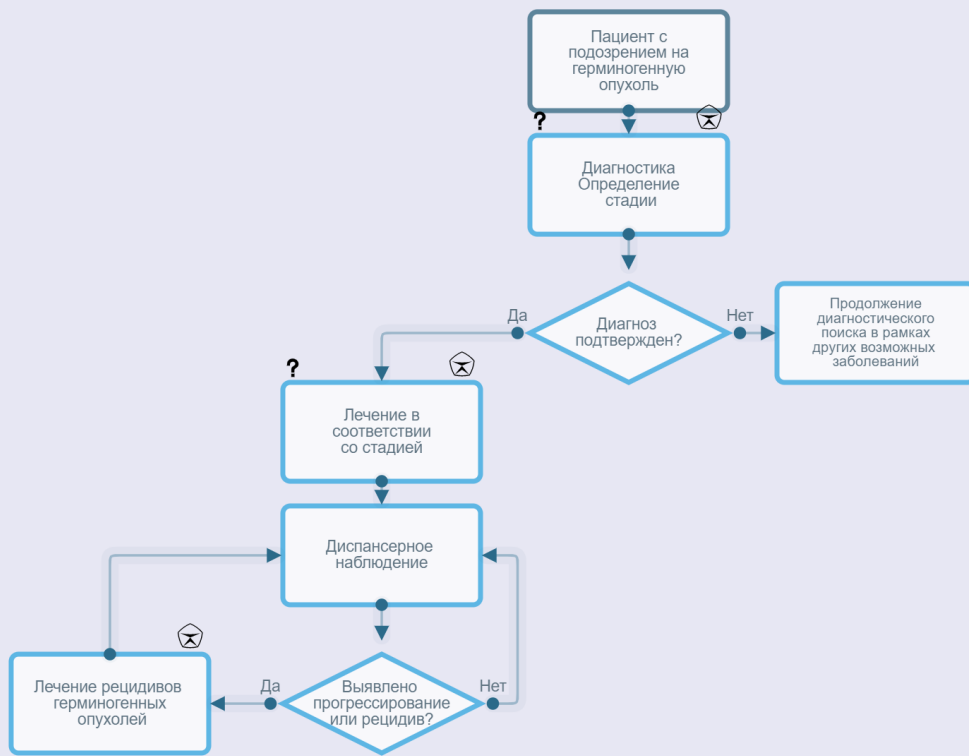 Пациент с
подозрением на
герминогенную
опухоль
?
Диагностика
Определение
стадии
Да
Диагноз
подтвержден?
Нет
Продолжение
диагностического
поиска в рамках
других возможных
заболеваний
?
Лечение в
соответствии
со стадией
Диспансерное
наблюдение
Лечение рецидивов
герминогенных
опухолей
Да
Выявлено
прогрессирование
или рецидив?
Нет